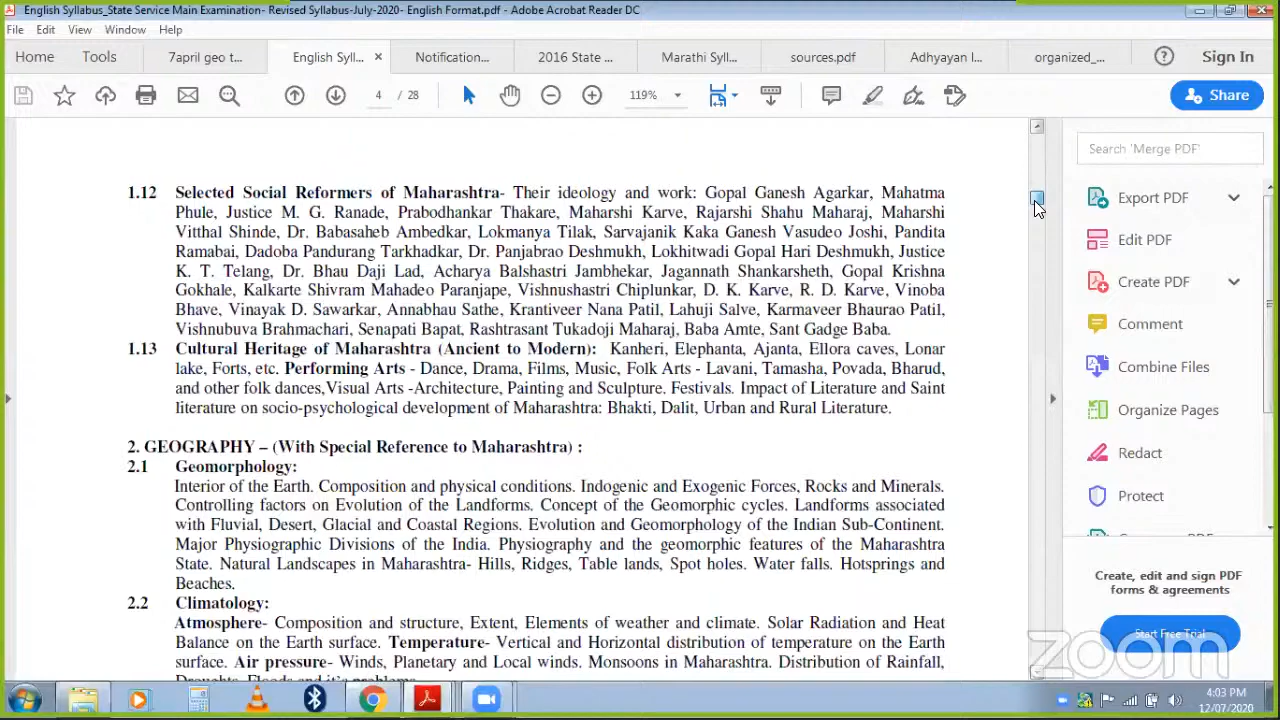 English Syllabus_State Service Main Examination- Revised Syllabus-July-2020- English Format.pdf - Adobe Acrobat Reader DC
File Edit View Window Help
Home Tools 7april geo t... English Syll... × Notification... 2016 State ... Marathi Syll... sources.pdf Adhyayan I... organized_... Sign In
4 / 28 119% Share
Search 'Merge PDF'
Export PDF
Edit PDF
Create PDF
Comment
Combine Files
Organize Pages
Redact
Protect
Create, edit and sign PDF
forms & agreements
Start Free Trial
1.12 Selected Social Reformers of Maharashtra- Their ideology and work: Gopal Ganesh Agarkar, Mahatma
Phule, Justice M. G. Ranade, Prabodhankar Thakare, Maharshi Karve, Rajarshi Shahu Maharaj, Maharshi
Vitthal Shinde, Dr. Babasaheb Ambedkar, Lokmanya Tilak, Sarvajanik Kaka Ganesh Vasudeo Joshi, Pandita
Ramabai, Dadoba Pandurang Tarkhadkar, Dr. Panjabrao Deshmukh, Lokhitwadi Gopal Hari Deshmukh, Justice
K. T. Telang, Dr. Bhau Daji Lad, Acharya Balshastri Jambhekar, Jagannath Shankarsheth, Gopal Krishna
Gokhale, Kalkarte Shivram Mahadeo Paranjape, Vishnushastri Chiplunkar, D. K. Karve, R. D. Karve, Vinoba
Bhave, Vinayak D. Sawarkar, Annabhau Sathe, Krantiveer Nana Patil, Lahuji Salve, Karmaveer Bhaurao Patil,
Vishnubuva Brahmachari, Senapati Bapat, Rashtrasant Tukadoji Maharaj, Baba Amte, Sant Gadge Baba.
1.13 Cultural Heritage of Maharashtra (Ancient to Modern): Kanheri, Elephanta, Ajanta, Ellora caves, Lonar
lake, Forts, etc. Performing Arts - Dance, Drama, Films, Music, Folk Arts - Lavani, Tamasha, Povada, Bharud,
and other folk dances,Visual Arts -Architecture, Painting and Sculpture. Festivals. Impact of Literature and Saint
literature on socio-psychological development of Maharashtra: Bhakti, Dalit, Urban and Rural Literature.
2. GEOGRAPHY – (With Special Reference to Maharashtra) :
2.1 Geomorphology:
Interior of the Earth. Composition and physical conditions. Indogenic and Exogenic Forces, Rocks and Minerals.
Controlling factors on Evolution of the Landforms. Concept of the Geomorphic cycles. Landforms associated
with Fluvial, Desert, Glacial and Coastal Regions. Evolution and Geomorphology of the Indian Sub-Continent.
Major Physiographic Divisions of the India. Physiography and the geomorphic features of the Maharashtra
State. Natural Landscapes in Maharashtra- Hills, Ridges, Table lands, Spot holes. Water falls. Hotsprings and
Beaches.
2.2 Climatology:
Atmosphere- Composition and structure, Extent, Elements of weather and climate. Solar Radiation and Heat
Balance on the Earth surface. Temperature- Vertical and Horizontal distribution of temperature on the Earth
surface. Air pressure- Winds, Planetary and Local winds. Monsoons in Maharashtra. Distribution of Rainfall,
zoom
4:03 PM
12/07/2020